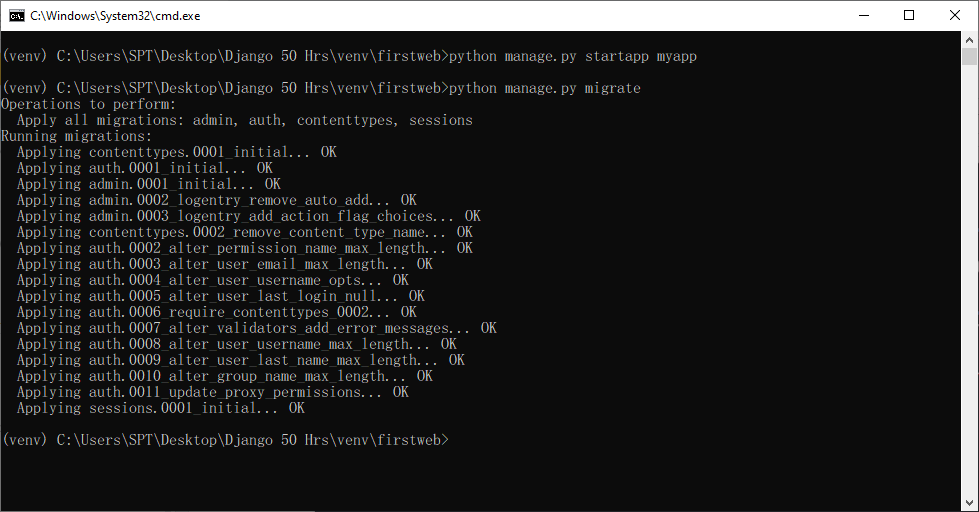 C:\Windows\System32\cmd.exe
(venv) C:\Users\SPT\Desktop\Django 50 Hrs\venv\firstweb>python manage.py startapp myapp
(venv) C:\Users\SPT\Desktop\Django 50 Hrs\venv\firstweb>python manage.py migrate
Operations to perform:
  Apply all migrations: admin, auth, contenttypes, sessions
Running migrations:
  Applying contenttypes.0001_initial... OK
  Applying auth.0001_initial... OK
  Applying admin.0001_initial... OK
  Applying admin.0002_logentry_remove_auto_add... OK
  Applying admin.0003_logentry_add_action_flag_choices... OK
  Applying contenttypes.0002_remove_content_type_name... OK
  Applying auth.0002_alter_permission_name_max_length... OK
  Applying auth.0003_alter_user_email_max_length... OK
  Applying auth.0004_alter_user_username_opts... OK
  Applying auth.0005_alter_user_last_login_null... OK
  Applying auth.0006_require_contenttypes_0002... OK
  Applying auth.0007_alter_validators_add_error_messages... OK
  Applying auth.0008_alter_user_username_max_length... OK
  Applying auth.0009_alter_user_last_name_max_length... OK
  Applying auth.0010_alter_group_name_max_length... OK
  Applying auth.0011_update_proxy_permissions... OK
  Applying sessions.0001_initial... OK
(venv) C:\Users\SPT\Desktop\Django 50 Hrs\venv\firstweb>